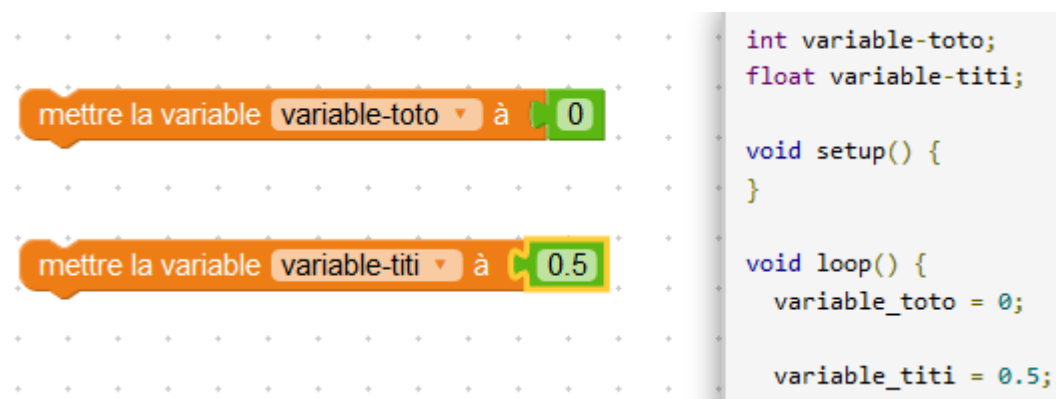 mettre la variable variable-toto à 0
mettre la variable variable-titi à 0.5
int variable-toto;
float variable-titi;
void setup() {
}
void loop() {
variable_toto = 0;
variable_titi = 0.5;